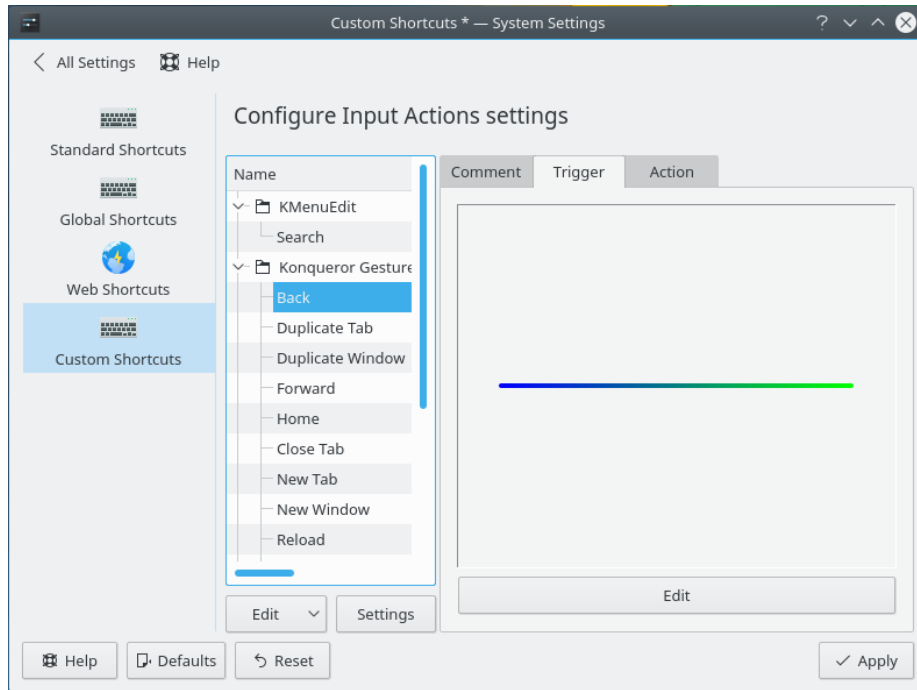 Custom Shortcuts * — System Settings
All Settings Help
Standard Shortcuts
Global Shortcuts
Web Shortcuts
Custom Shortcuts
Configure Input Actions settings
Name
KMenuEdit
Search
Konqueror Gesture
Back
Duplicate Tab
Duplicate Window
Forward
Home
Close Tab
New Tab
New Window
Reload
Edit Settings
Comment Trigger Action
Edit
Help Defaults Reset Apply